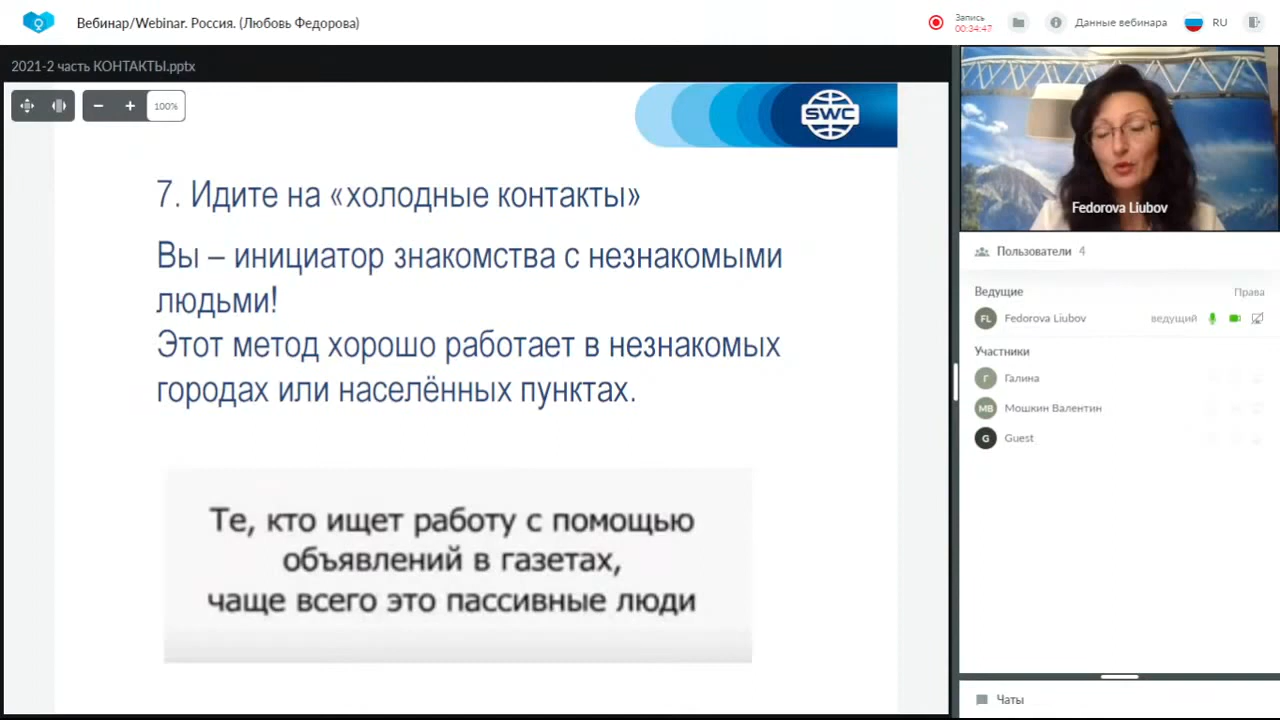 Вебинар/Webinar. Россия. (Любовь Федорова)
Запись
00:34:47
Данные вебинара
RU
2021-2 часть КОНТАКТЫ.pptx
100%
SWC
7. Идите на «холодные контакты»
Вы – инициатор знакомства с незнакомыми
людьми!
Этот метод хорошо работает в незнакомых
городах или населённых пунктах.
Те, кто ищет работу с помощью
объявлений в газетах,
чаще всего это пассивные люди
Fedorova Liubov
Пользователи 4
Ведущие Права
FL Fedorova Liubov ведущий
Участники
Г Галина
МВ Мошкин Валентин
G Guest
Чаты